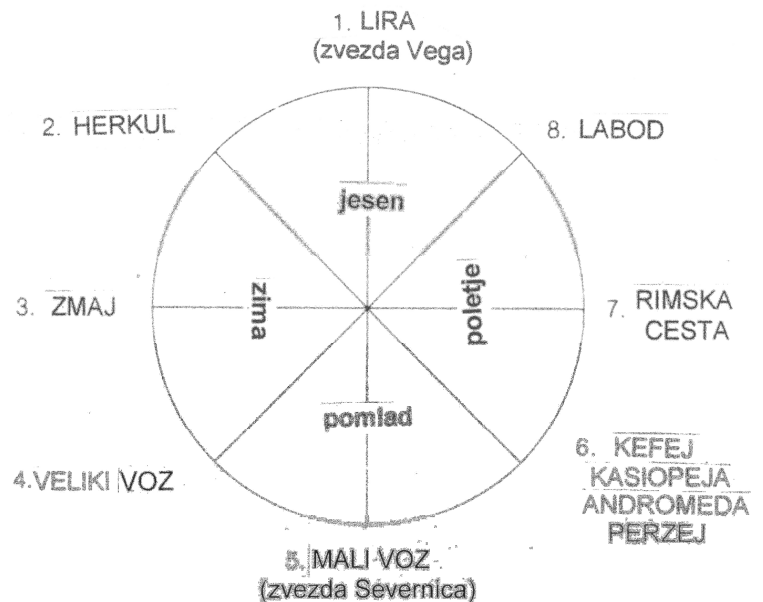 1. LIRA
(zvezda Vega)
2. HERKUL
8. LABOD
jesen
3. ZMAJ
zima
poletje
7. RIMSKA
CESTA
pomlad
4. VELIKI VOZ
6. KEFEJ
KASIOPEJA
ANDROMEDA
PERZEJ
5. MALI VOZ
(zvezda Severnica)